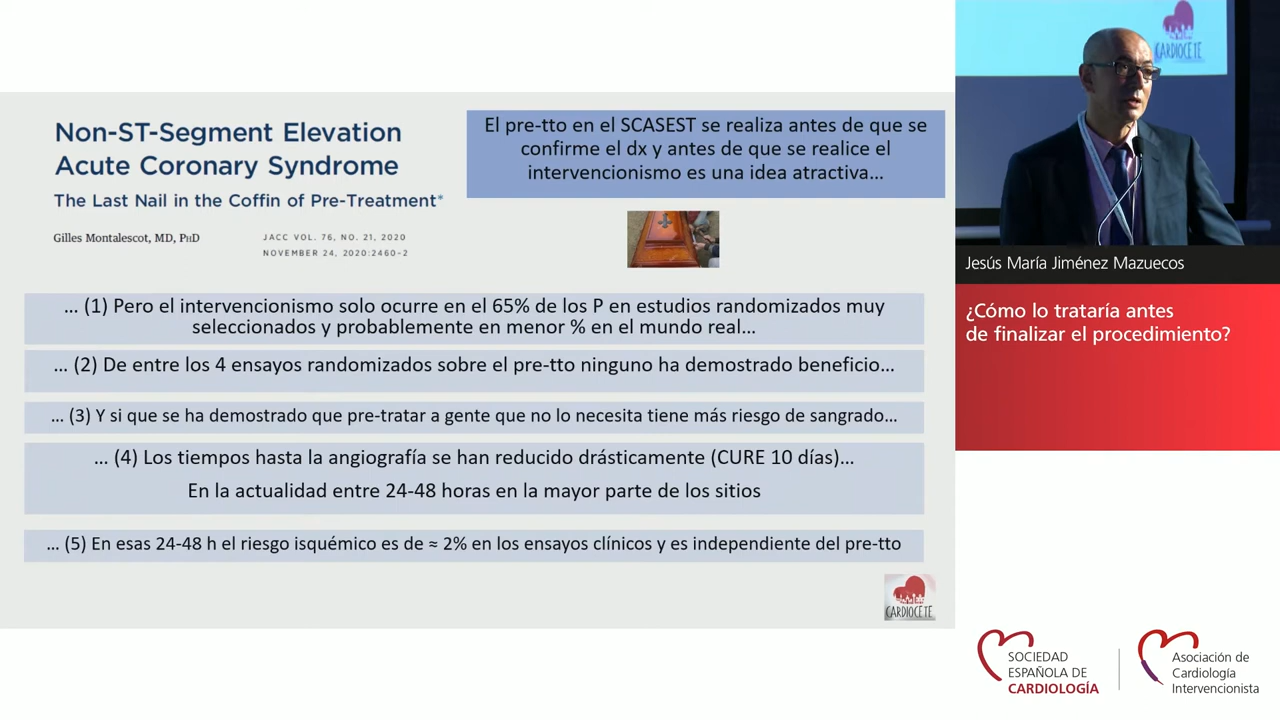 Non-ST-Segment Elevation
Acute Coronary Syndrome
The Last Nail in the Coffin of Pre-Treatment*
Gilles Montalescot, MD, PhD
JACC VOL. 76, NO. 21, 2020
NOVEMBER 24, 2020:2460-2
El pre-tto en el SCASEST se realiza antes de que se
confirme el dx y antes de que se realice el
intervencionismo es una idea atractiva...
... (1) Pero el intervencionismo solo ocurre en el 65% de los P en estudios randomizados muy
seleccionados y probablemente en menor % en el mundo real...
... (2) De entre los 4 ensayos randomizados sobre el pre-tto ninguno ha demostrado beneficio...
... (3) Y si que se ha demostrado que pre-tratar a gente que no lo necesita tiene más riesgo de sangrado...
... (4) Los tiempos hasta la angiografía se han reducido drásticamente (CURE 10 días)...
En la actualidad entre 24-48 horas en la mayor parte de los sitios
... (5) En esas 24-48 h el riesgo isquémico es de ≈ 2% en los ensayos clínicos y es independiente del pre-tto
CARDIOCETE
CARDIOCETE
Jesús María Jiménez Mazuecos
¿Cómo lo trataría antes
de finalizar el procedimiento?
SOCIEDAD
ESPAÑOLA DE
CARDIOLOGÍA
Asociación de
Cardiología
Intervencionista